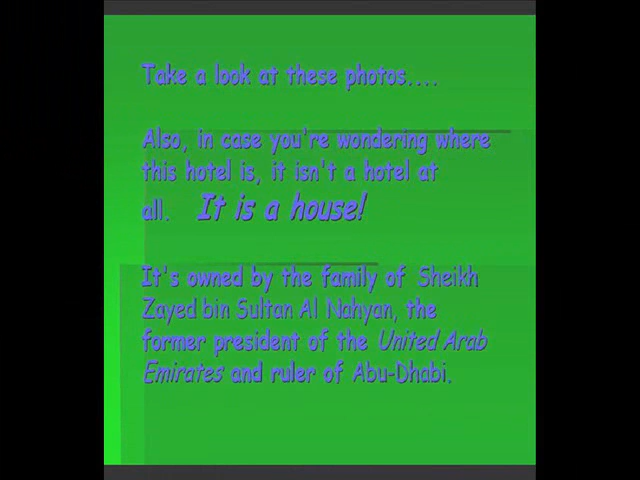 Take a look at these photos....
Also, in case you're wondering where
this hotel is, it isn't a hotel at
all. It is a house!
It's owned by the family of Sheikh
Zayed bin Sultan Al Nahyan, the
former president of the United Arab
Emirates and ruler of Abu-Dhabi.